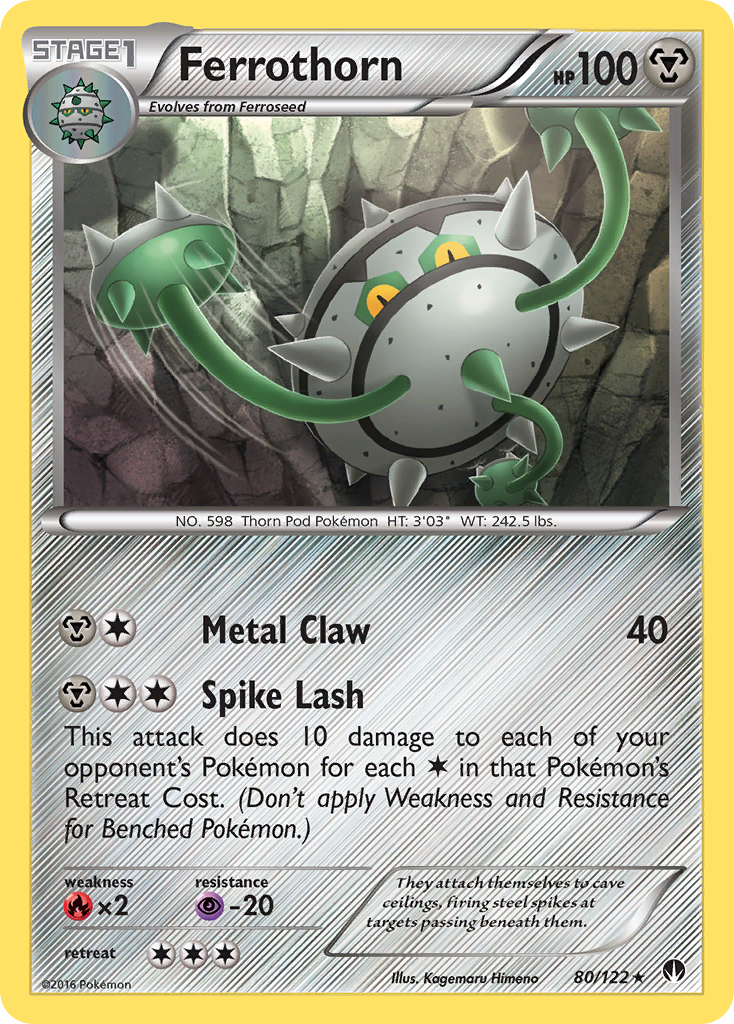 STAGE1
Ferrothorn
HP100
Evolves from Ferroseed
NO. 598 Thorn Pod Pokémon HT: 3'03" WT: 242.5 lbs.
Metal Claw 40
Spike Lash
This attack does 10 damage to each of your
opponent's Pokémon for each in that Pokémon's
Retreat Cost. (Don't apply Weakness and Resistance
for Benched Pokémon.)
weakness resistance
×2 -20
They attach themselves to cave
ceilings, firing steel spikes at
targets passing beneath them.
retreat
©2016 Pokémon
Illus. Kagemaru Himeno 80/122★